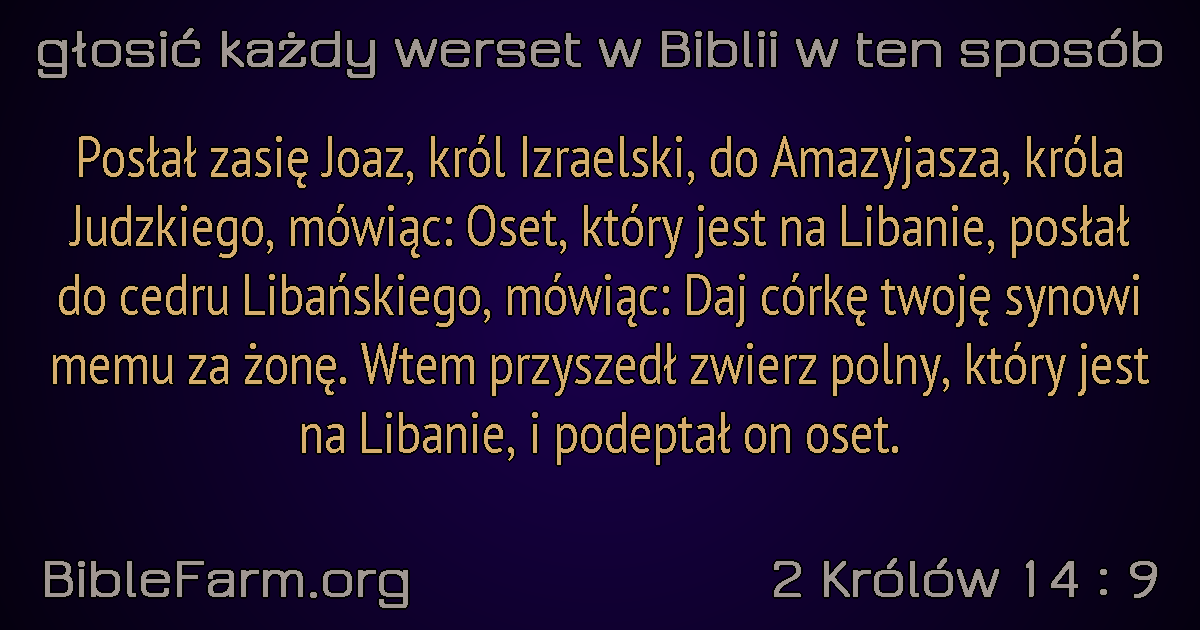 głosić każdy werset w Biblii w ten sposób
Posłał zasię Joaz, król Izraelski, do Amazyjasza, króla
Judzkiego, mówiąc: Oset, który jest na Libanie, posłał
do cedru Libańskiego, mówiąc: Daj córkę twoję synowi
memu za żonę. Wtem przyszedł zwierz polny, który jest
na Libanie, i podeptał on oset.
BibleFarm.org
2 Królów 14 : 9